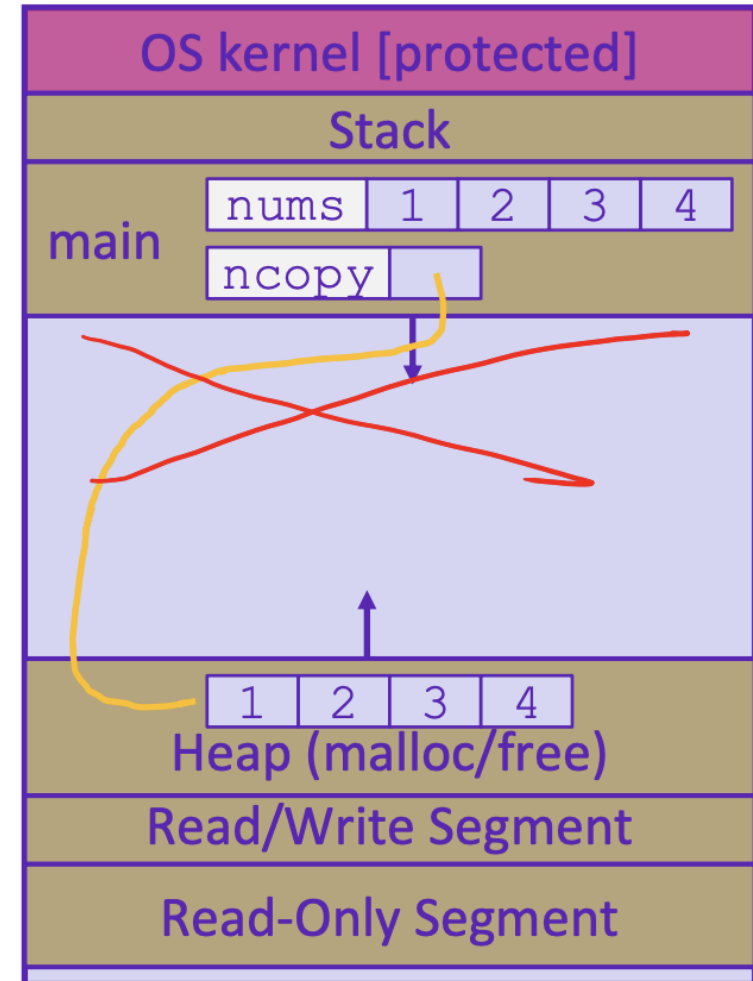 OS kernel [protected]
Stack
nums 1 2 3 4
main
ncopy
1 2 3 4
Heap (malloc/free)
Read/Write Segment
Read-Only Segment